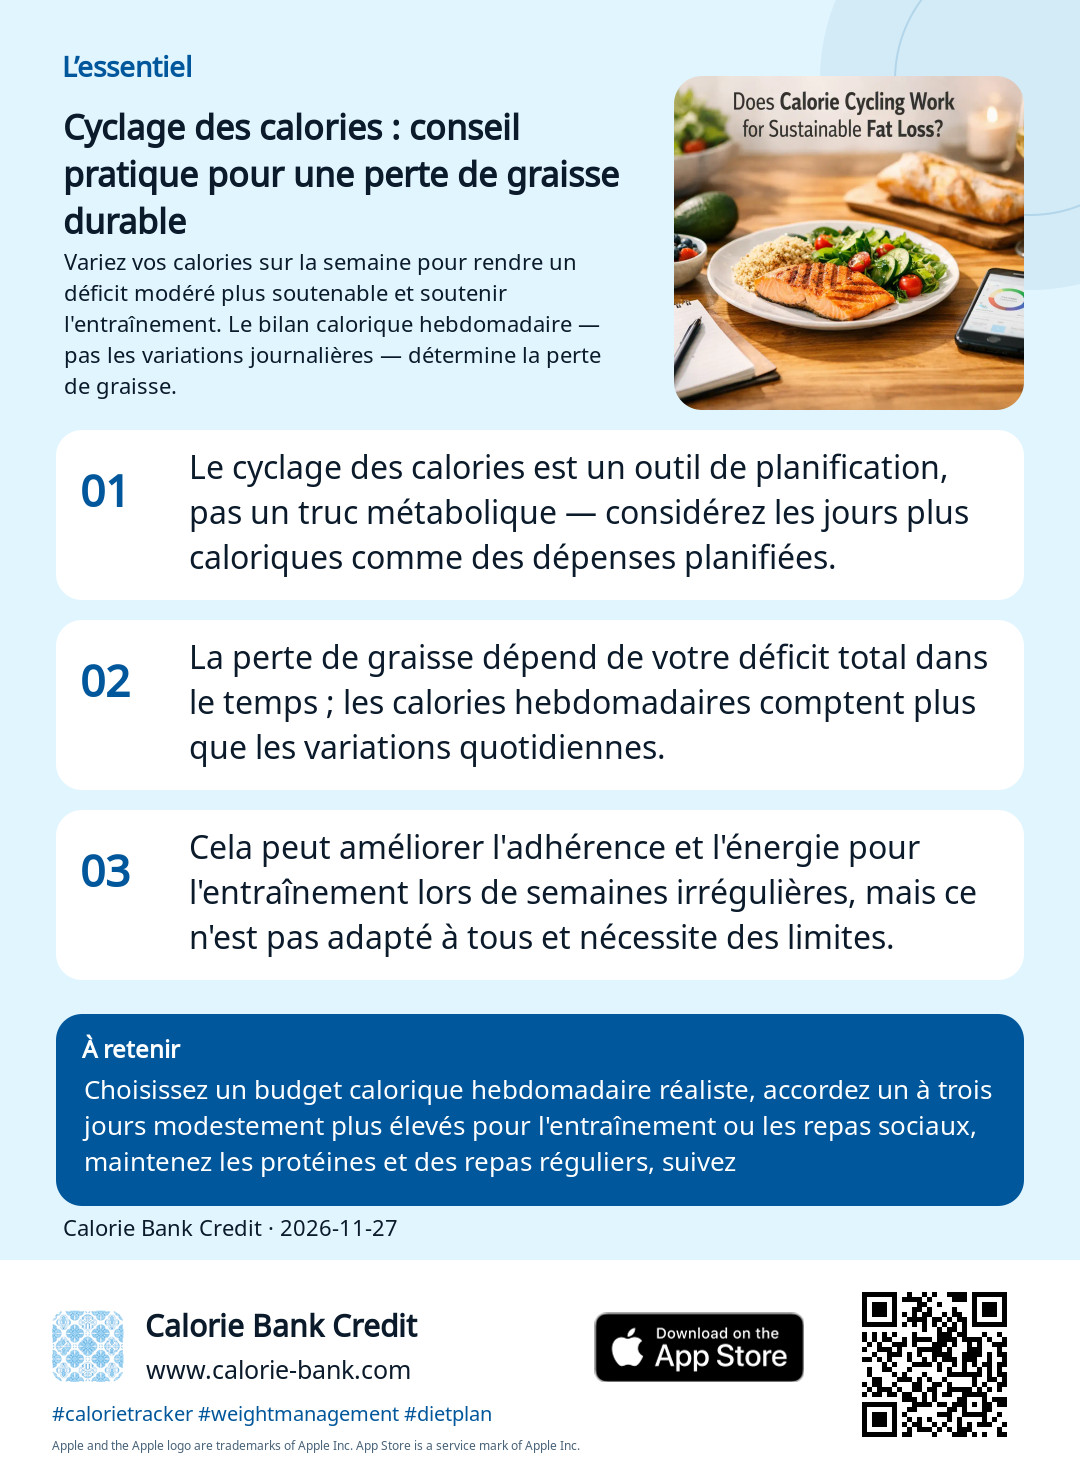 L’essentiel
Cyclage des calories : conseil
pratique pour une perte de graisse
durable
Variez vos calories sur la semaine pour rendre un
déficit modéré plus soutenable et soutenir
l'entraînement. Le bilan calorique hebdomadaire —
pas les variations journalières — détermine la perte
de graisse.
Does Calorie Cycling Work
for Sustainable Fat Loss?
01
Le cyclage des calories est un outil de planification,
pas un truc métabolique — considérez les jours plus
caloriques comme des dépenses planifiées.
02
La perte de graisse dépend de votre déficit total dans
le temps ; les calories hebdomadaires comptent plus
que les variations quotidiennes.
03
Cela peut améliorer l'adhérence et l'énergie pour
l'entraînement lors de semaines irrégulières, mais ce
n'est pas adapté à tous et nécessite des limites.
À retenir
Choisissez un budget calorique hebdomadaire réaliste, accordez un à trois
jours modestement plus élevés pour l'entraînement ou les repas sociaux,
maintenez les protéines et des repas réguliers, suivez
Calorie Bank Credit · 2026-11-27
Calorie Bank Credit
www.calorie-bank.com
Download on the
App Store
#calorietracker #weightmanagement #dietplan
Apple and the Apple logo are trademarks of Apple Inc. App Store is a service mark of Apple Inc.